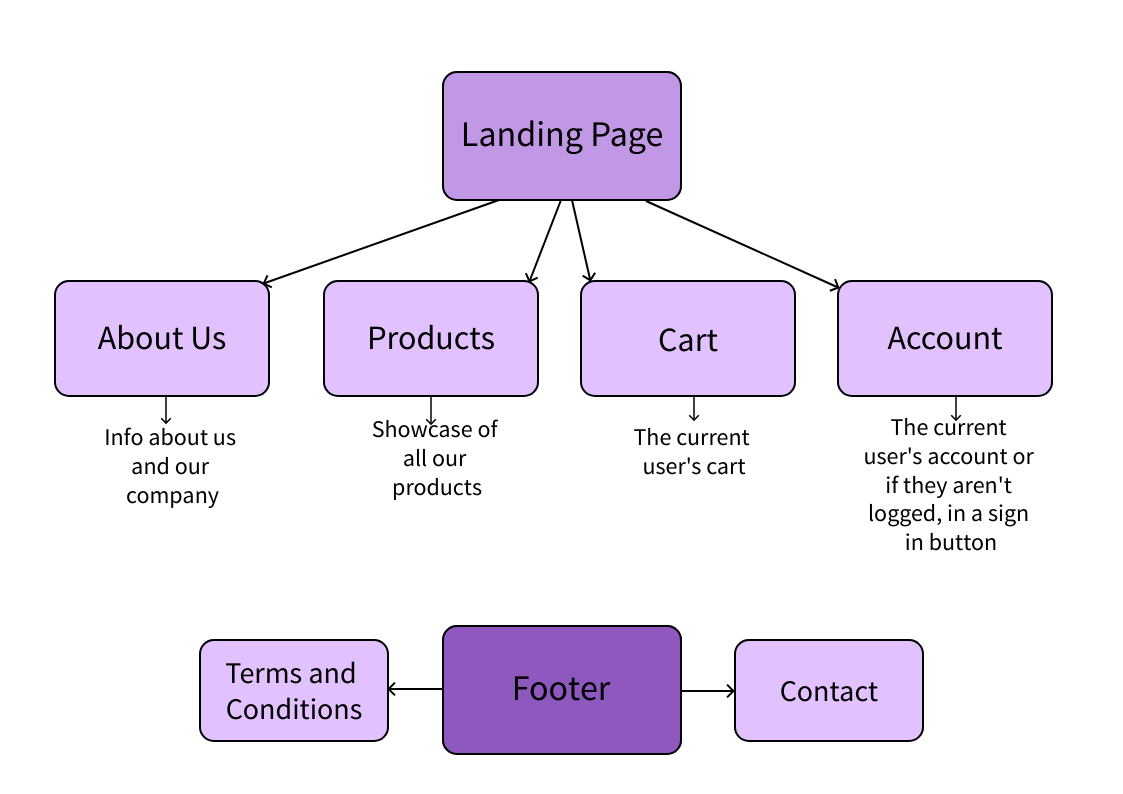 Landing Page
About Us
Products
Cart
Account
Info about us
and our
company
Showcase of
all our
products
The current
user's cart
The current
user's account or
if they aren't
logged, in a sign
in button
Terms and
Conditions
Footer
Contact